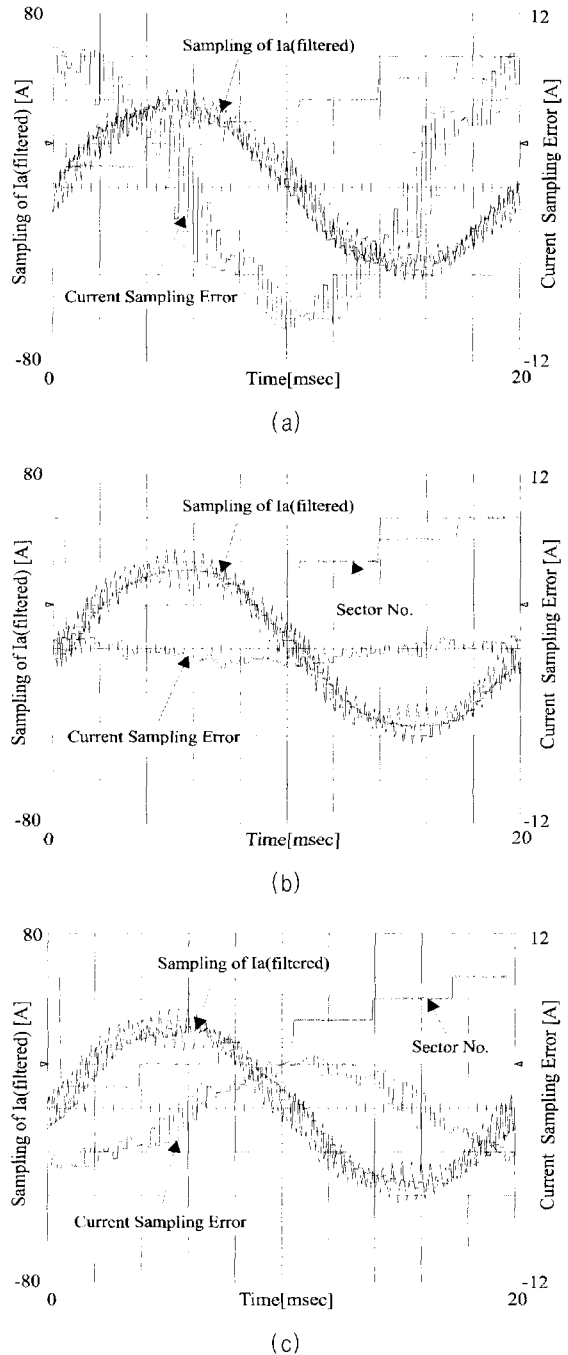 80
12
Sampling of Ia(filtered)
Sampling of Ia(filtered) [A]
Current Sampling Error [A]
Current Sampling Error
-80
-12
0
Time[msec]
20
(a)
80
12
Sampling of Ia(filtered)
Sampling of Ia(filtered) [A]
Current Sampling Error [A]
Sector No.
Current Sampling Error
-80
-12
0
Time[msec]
20
(b)
80
12
Sampling of Ia(filtered)
Sampling of Ia(filtered) [A]
Current Sampling Error [A]
Sector No.
Current Sampling Error
-80
-12
0
Time[msec]
20
(c)